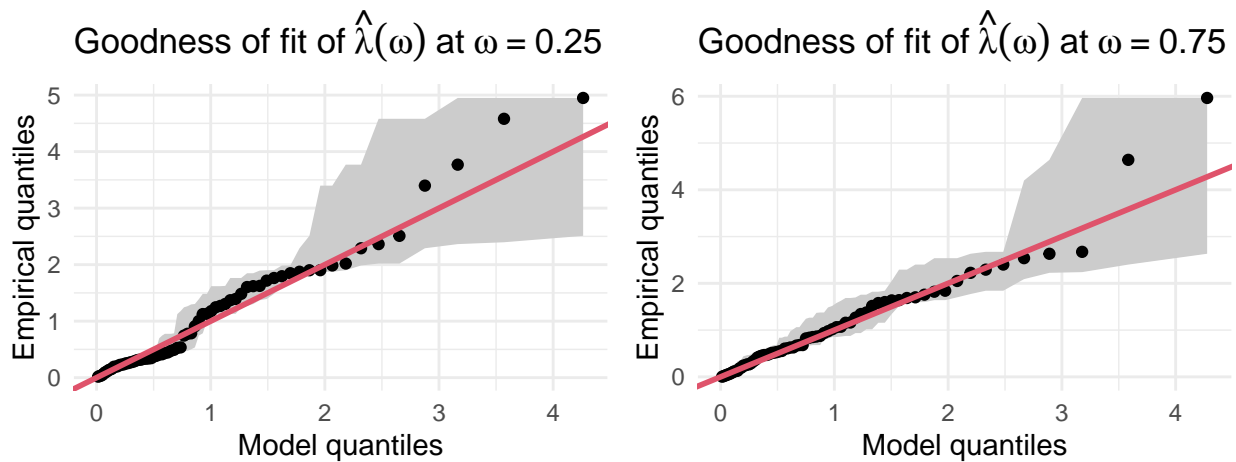 Goodness of fit of λ̂(ω) at ω = 0.25
Empirical quantiles
5
4
3
2
1
0
0 1 2 3 4
Model quantiles
Goodness of fit of λ̂(ω) at ω = 0.75
Empirical quantiles
6
4
2
0
0 1 2 3 4
Model quantiles